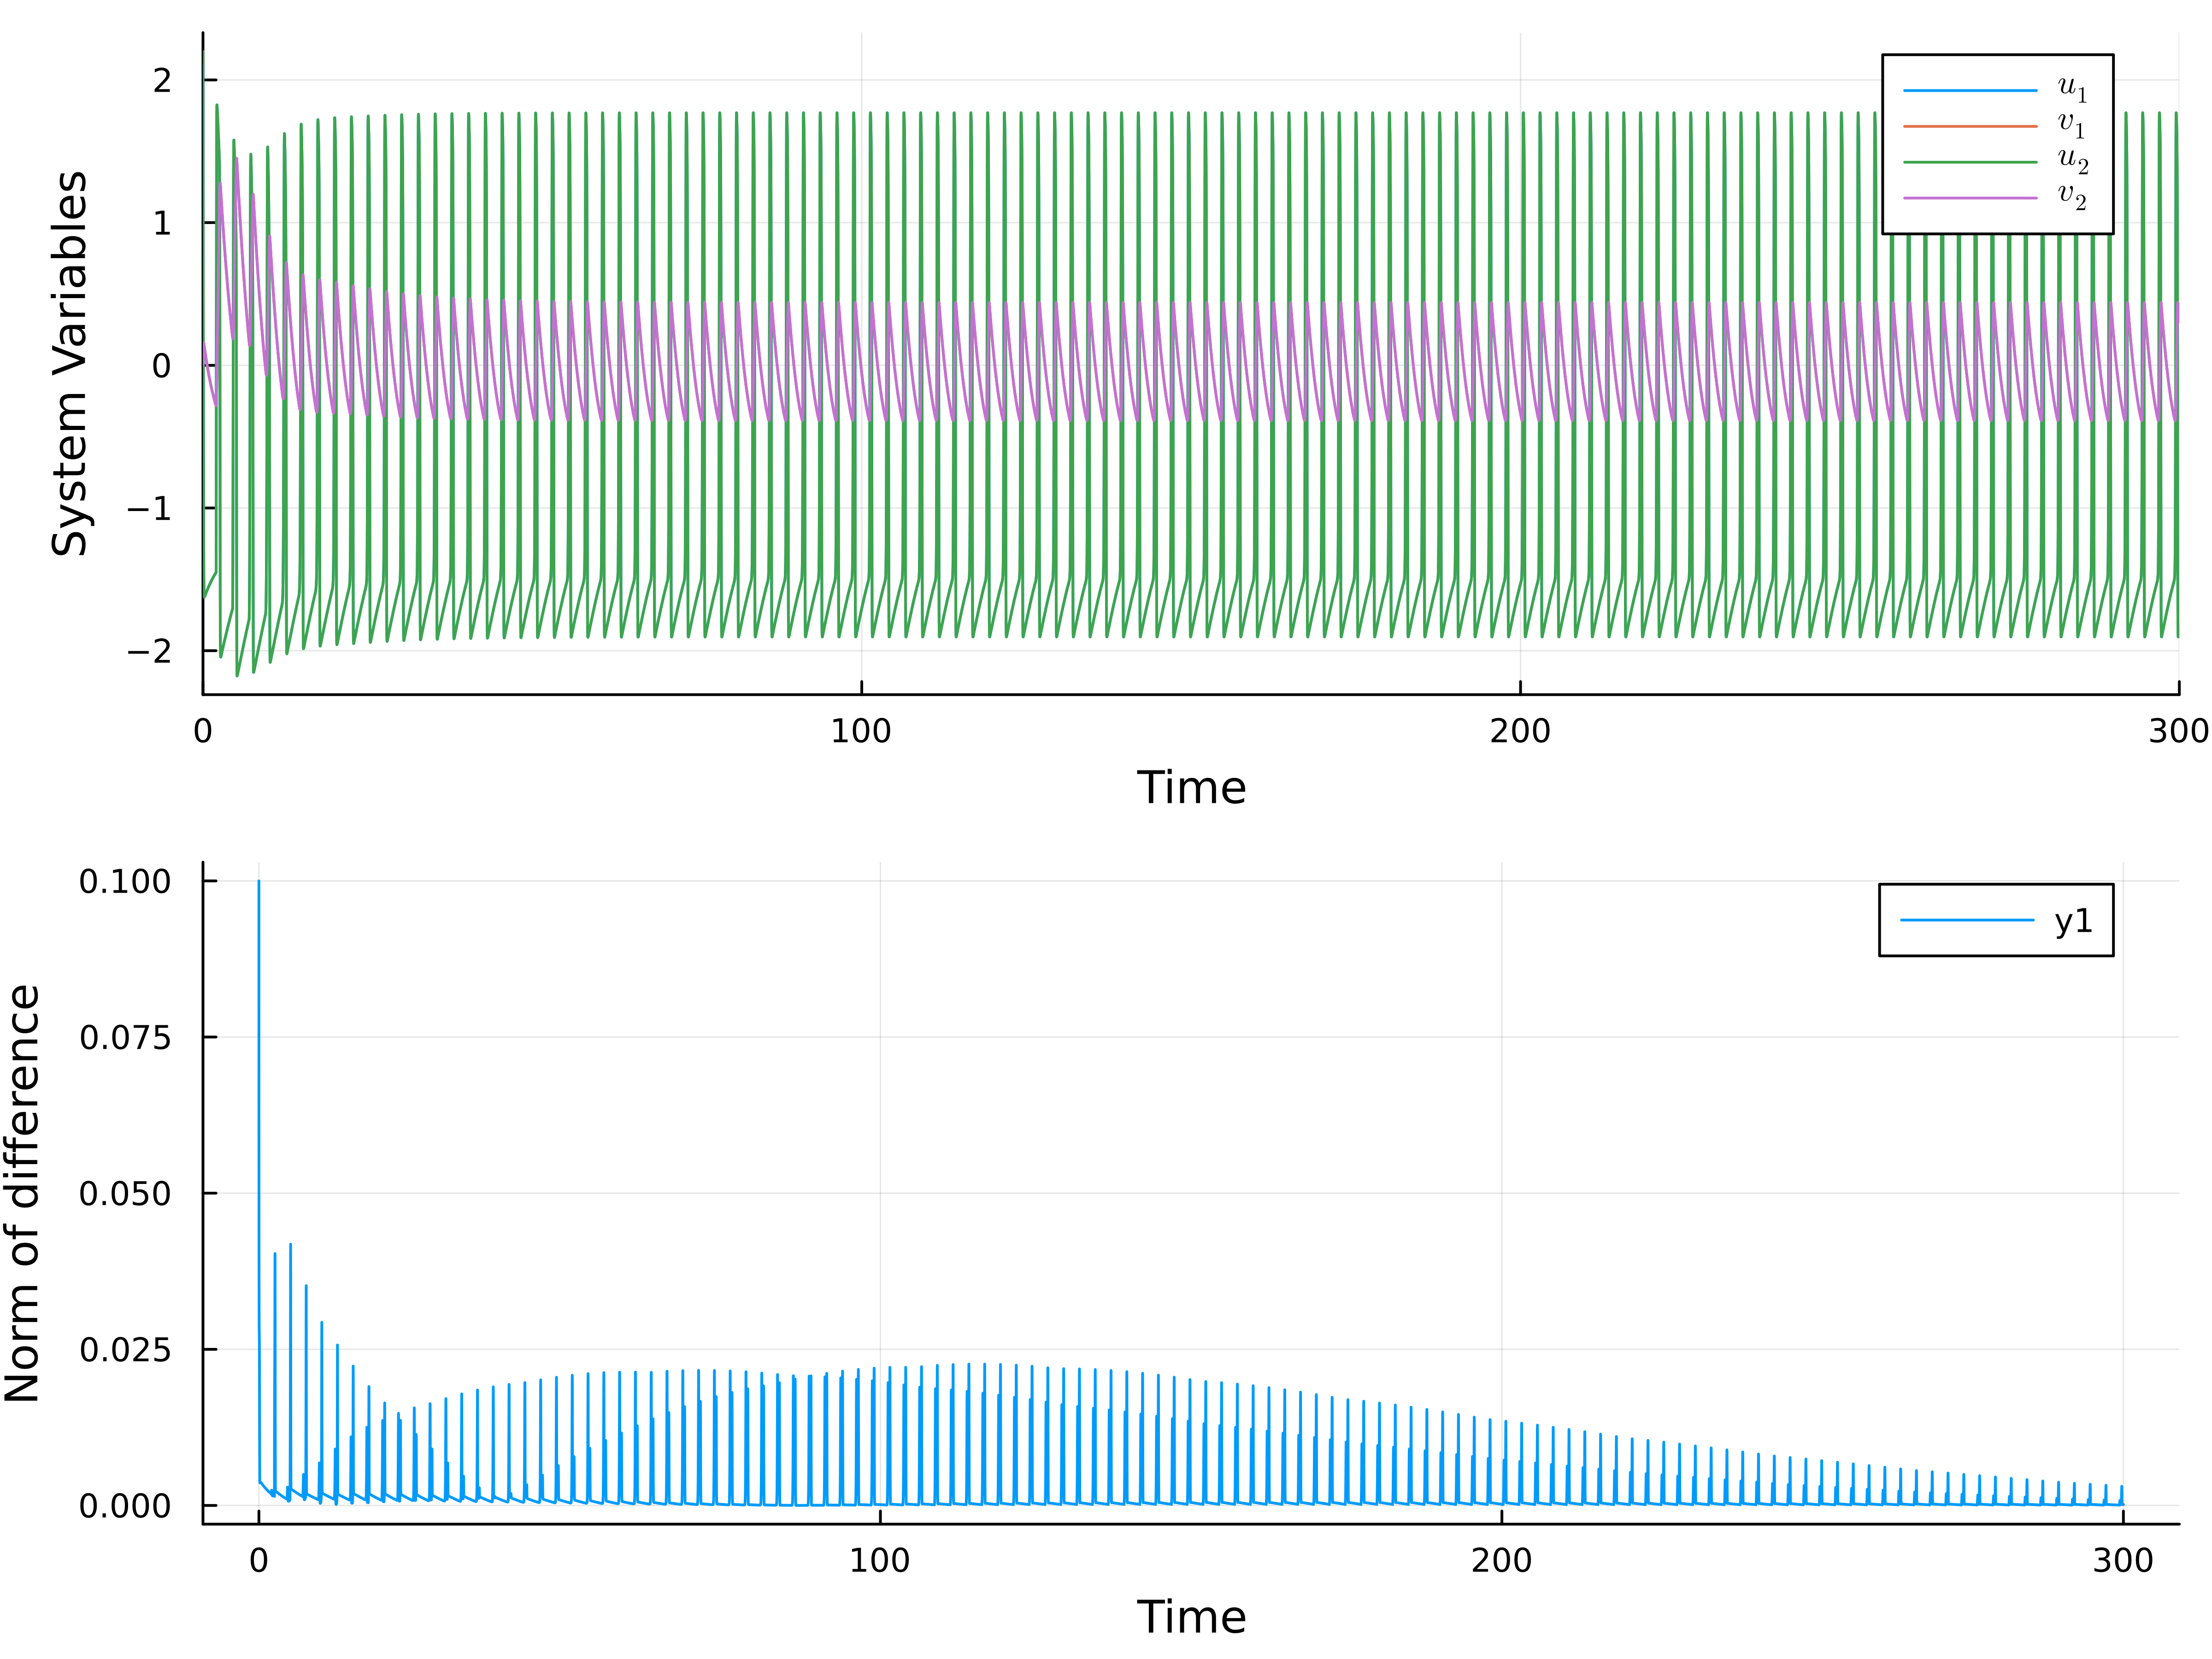 System Variables
2
1
0
−1
−2
u₁
v₁
u₂
v₂
0 100 200 300
Time
Norm of difference
0.100
0.075
0.050
0.025
0.000
y1
0 100 200 300
Time